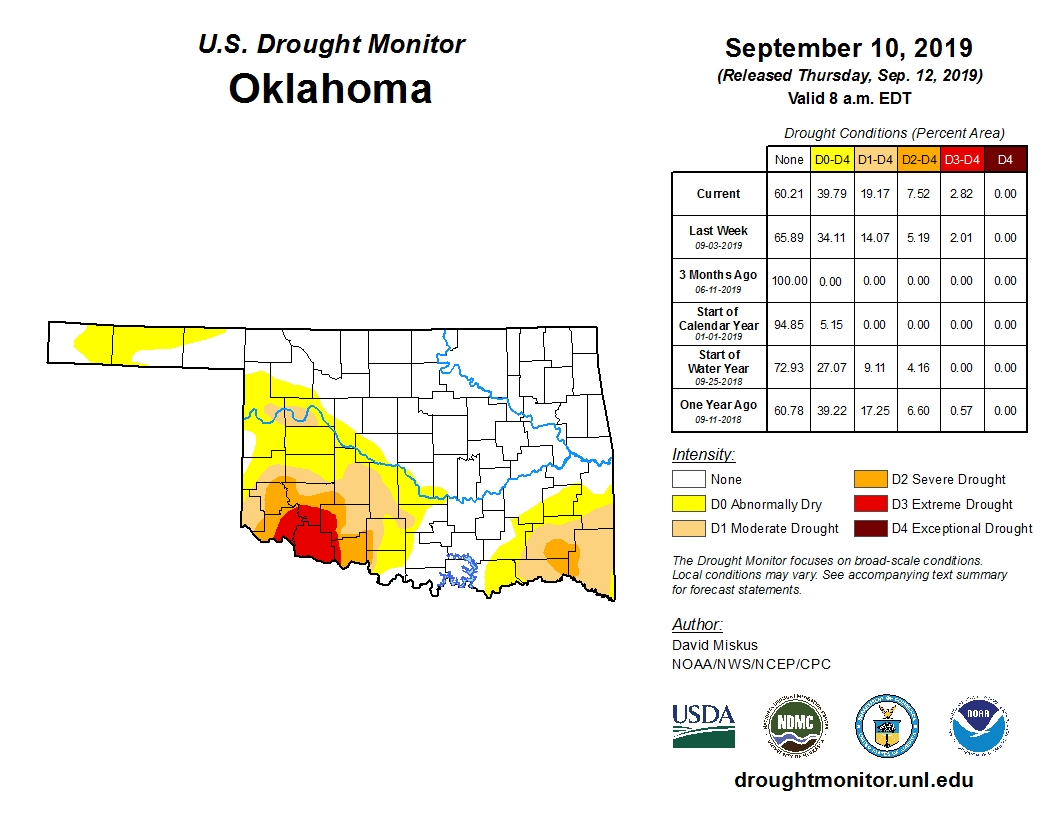 U.S. Drought Monitor
Oklahoma
September 10, 2019
(Released Thursday, Sep. 12, 2019)
Valid 8 a.m. EDT
Drought Conditions (Percent Area)
None D0-D4 D1-D4 D2-D4 D3-D4 D4
Current 60.21 39.79 19.17 7.52 2.82 0.00
Last Week
09-03-2019
65.89 34.11 14.07 5.19 2.01 0.00
3 Months Ago
06-11-2019
100.00 0.00 0.00 0.00 0.00 0.00
Start of
Calendar Year
01-01-2019
94.85 5.15 0.00 0.00 0.00 0.00
Start of
Water Year
09-25-2018
72.93 27.07 9.11 4.16 0.00 0.00
One Year Ago
09-11-2018
60.78 39.22 17.25 6.60 0.57 0.00
Intensity:
None
D0 Abnormally Dry
D1 Moderate Drought
D2 Severe Drought
D3 Extreme Drought
D4 Exceptional Drought
The Drought Monitor focuses on broad-scale conditions.
Local conditions may vary. See accompanying text summary
for forecast statements.
Author:
David Miskus
NOAA/NWS/NCEP/CPC
USDA
NDMC
NOAA
droughtmonitor.unl.edu